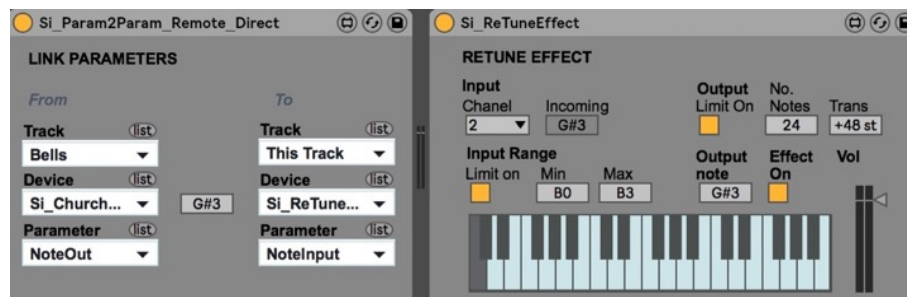 Si_Param2Param_Remote_Direct
LINK PARAMETERS
From To
Track (list) Track (list)
Bells This Track
Device (list) Device (list)
Si_Church... G#3 Si_ReTune...
Parameter (list) Parameter (list)
NoteOut NoteInput
Si_ReTuneEffect
RETUNE EFFECT
Input Output No.
Chanel Incoming Limit On Notes Trans
2 G#3 24 +48 st
Input Range Output Effect Vol
Limit on Min Max note On
B0 B3 G#3